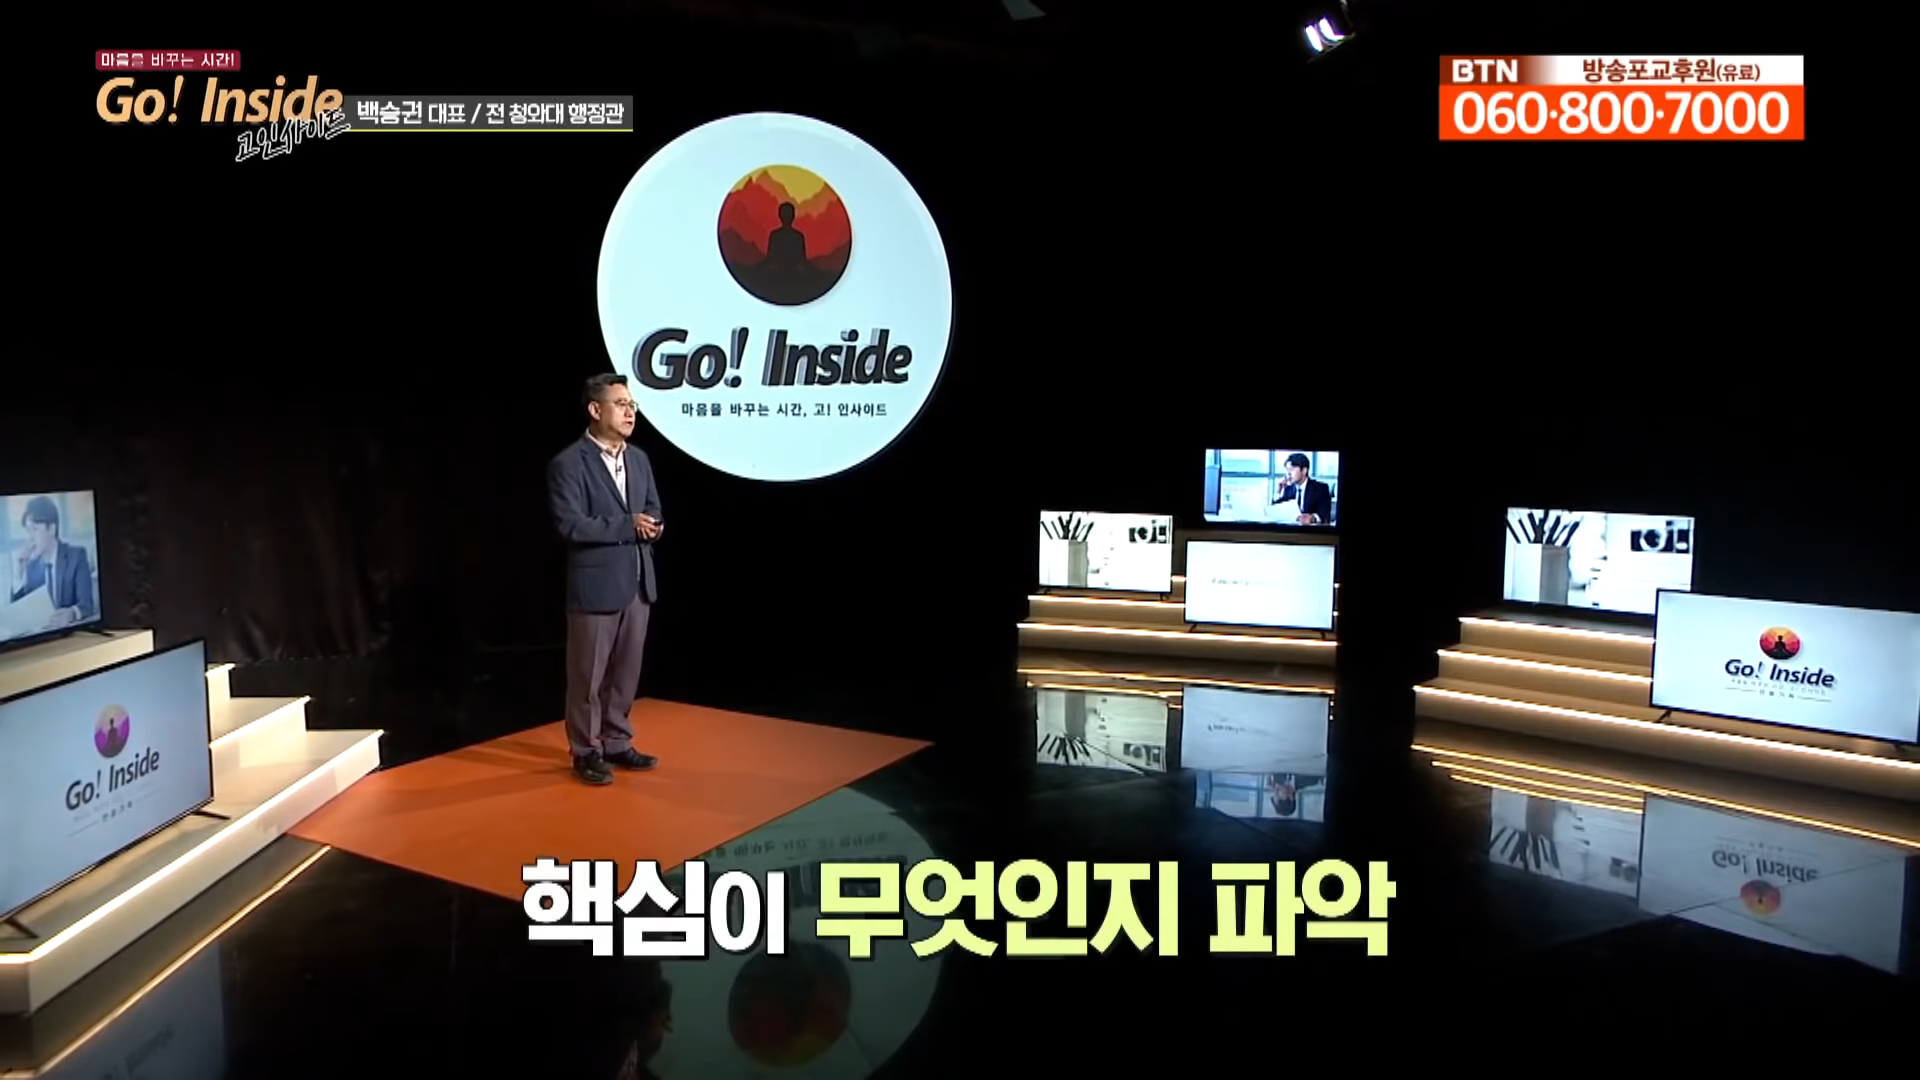 마음을 바꾸는 시간!
Go! Inside
고인사이드
백승권 대표 / 전 청와대 행정관
BTN 방송포교후원(유료)
060·800·7000
Go! Inside
마음을 바꾸는 시간, 고! 인사이드
Go! Inside
Go! Inside
핵심이 무엇인지 파악